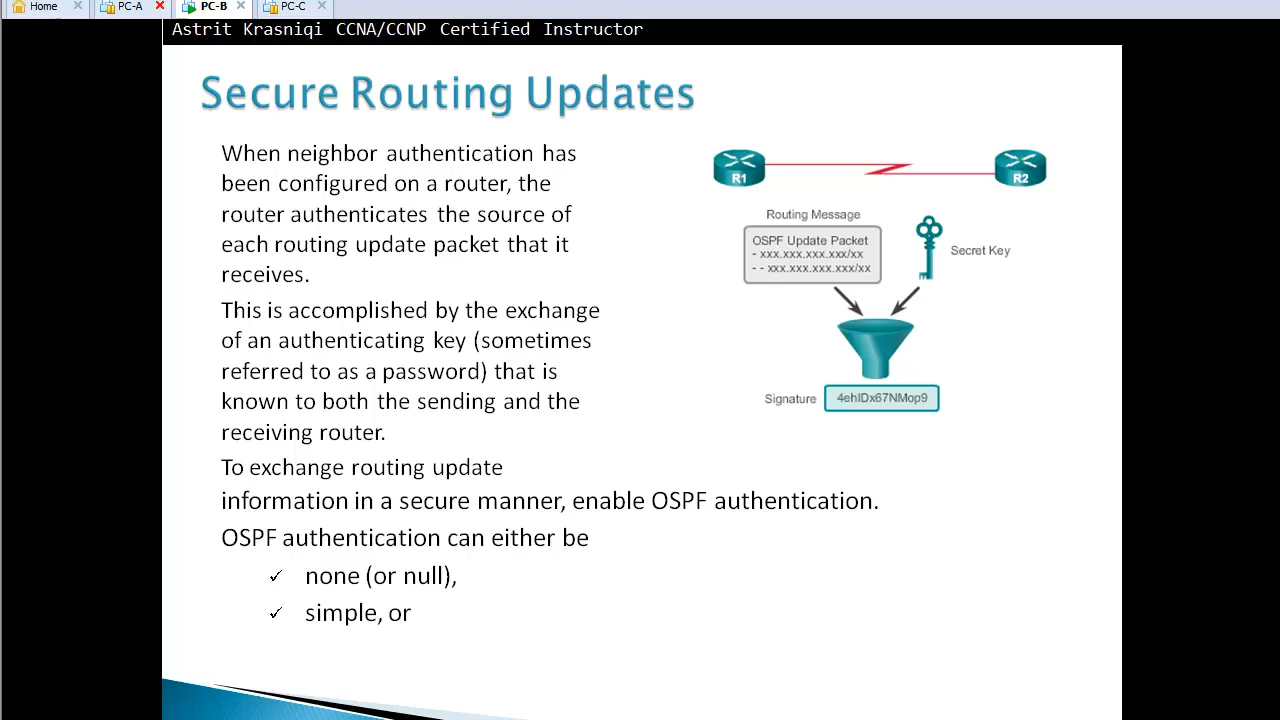 Home
PC-A
PC-B
PC-C
Astrit Krasniqi CCNA/CCNP Certified Instructor
Secure Routing Updates
When neighbor authentication has
been configured on a router, the
router authenticates the source of
each routing update packet that it
receives.
This is accomplished by the exchange
of an authenticating key (sometimes
referred to as a password) that is
known to both the sending and the
receiving router.
To exchange routing update
information in a secure manner, enable OSPF authentication.
OSPF authentication can either be
✓ none (or null),
✓ simple, or
R1
R2
Routing Message
OSPF Update Packet
- xxx.xxx.xxx.xxx/xx
- - xxx.xxx.xxx.xxx/xx
Secret Key
Signature
4ehIDx67NMop9